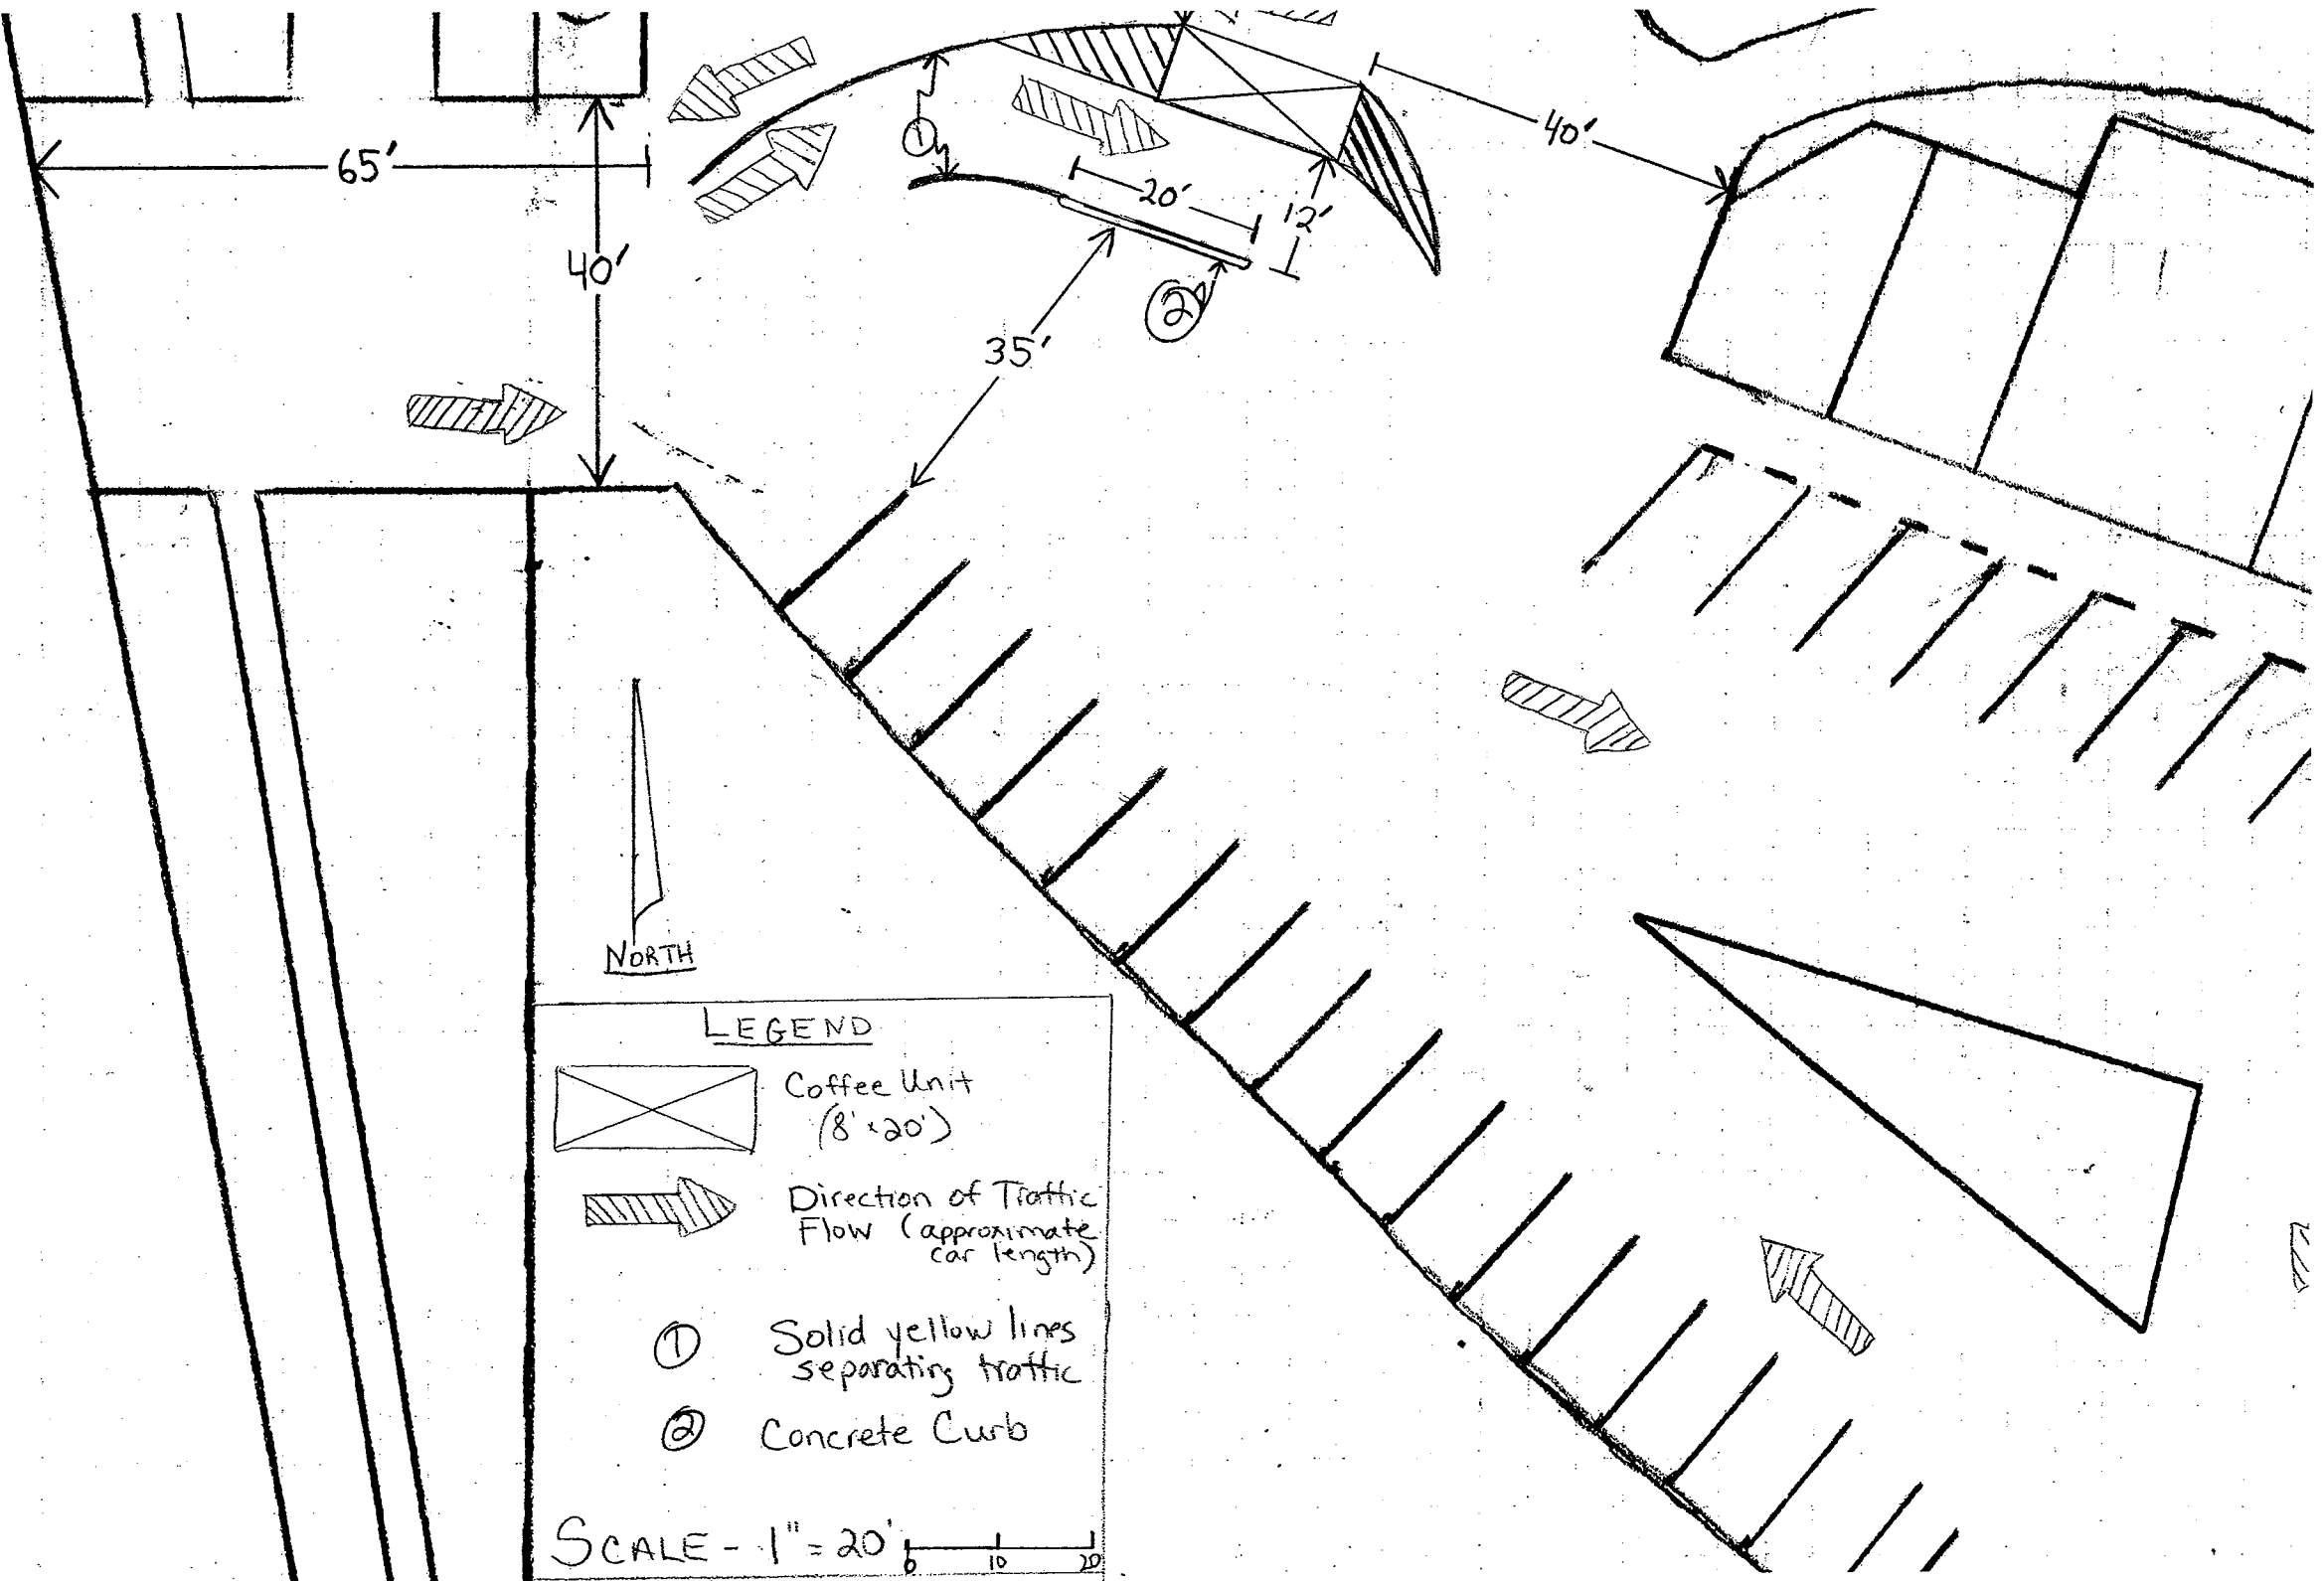 65'
40'
①
20'
12'
40'
35'
②
NORTH
LEGEND
Coffee Unit
(8' × 20')
Direction of Traffic
Flow (approximate
car length)
① Solid yellow lines
separating traffic
② Concrete Curb
SCALE - 1" = 20'
0 10 20